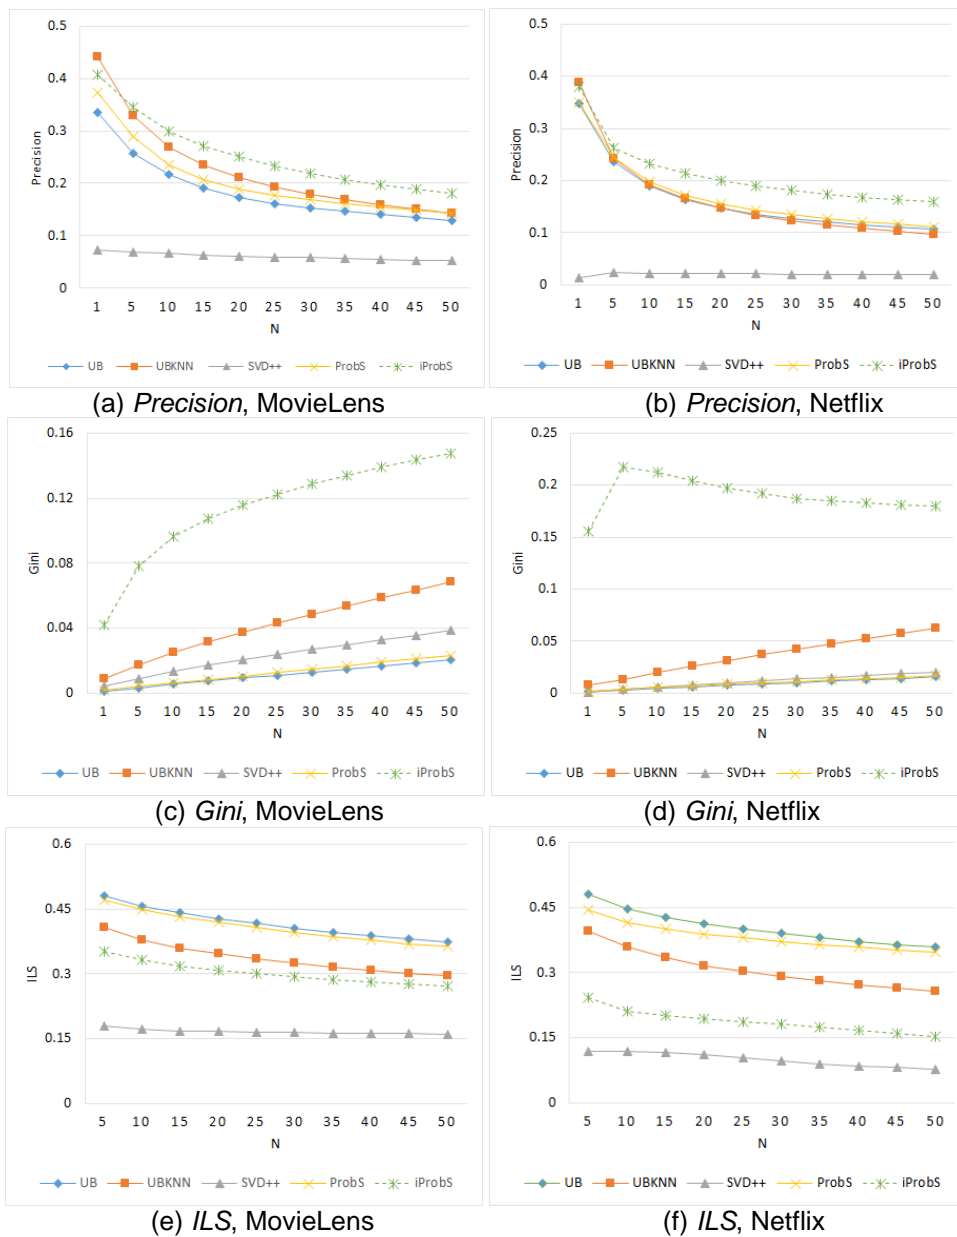 0.5
0.4
0.3
0.2
0.1
0
Precision
1 5 10 15 20 25 30 35 40 45 50
N
UB UBKNN SVD++ ProbS iProbS
(a) Precision, MovieLens
0.5
0.4
0.3
0.2
0.1
0
Precision
1 5 10 15 20 25 30 35 40 45 50
N
UB UBKNN SVD++ ProbS iProbS
(b) Precision, Netflix
0.16
0.12
0.08
0.04
0
Gini
1 5 10 15 20 25 30 35 40 45 50
N
UB UBKNN SVD++ ProbS iProbS
(c) Gini, MovieLens
0.25
0.2
0.15
0.1
0.05
0
Gini
1 5 10 15 20 25 30 35 40 45 50
N
UB UBKNN SVD++ ProbS iProbS
(d) Gini, Netflix
0.6
0.45
0.3
0.15
0
ILS
5 10 15 20 25 30 35 40 45 50
N
UB UBKNN SVD++ ProbS iProbS
(e) ILS, MovieLens
0.6
0.45
0.3
0.15
0
ILS
5 10 15 20 25 30 35 40 45 50
N
UB UBKNN SVD++ ProbS iProbS
(f) ILS, Netflix